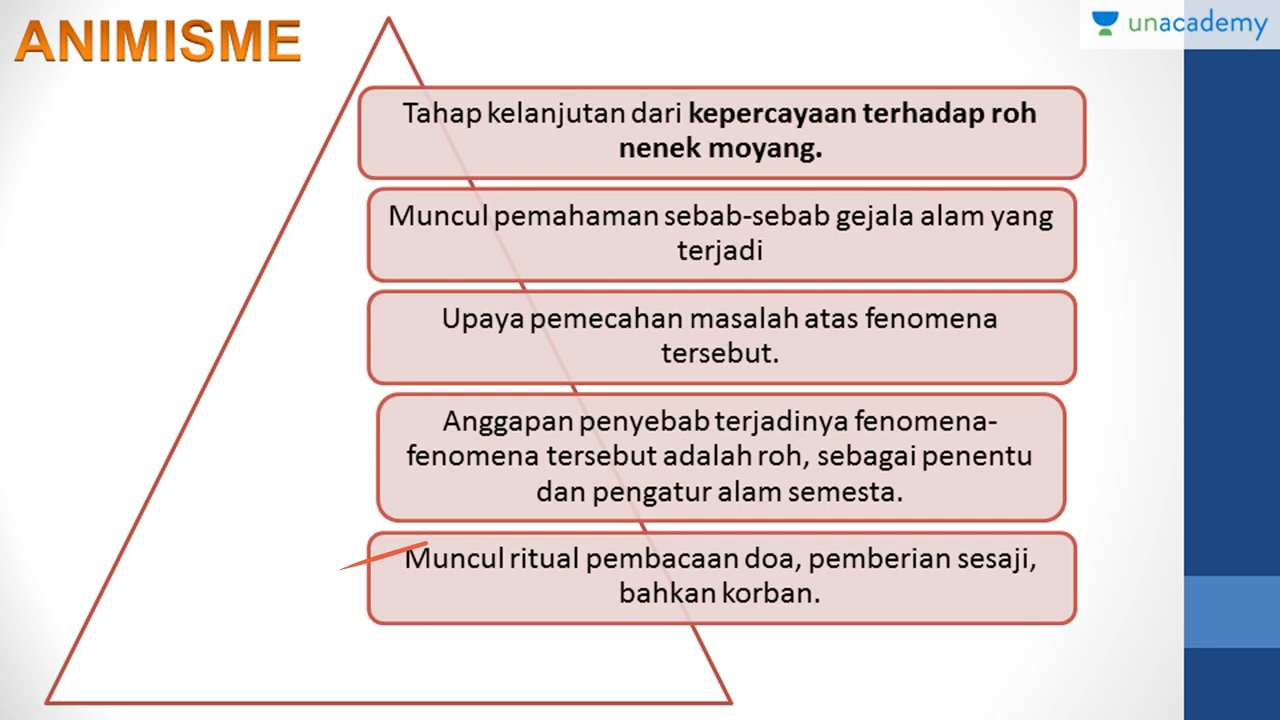 ANIMISME
unacademy
Tahap kelanjutan dari kepercayaan terhadap roh
nenek moyang.
Muncul pemahaman sebab-sebab gejala alam yang
terjadi
Upaya pemecahan masalah atas fenomena
tersebut.
Anggapan penyebab terjadinya fenomena-
fenomena tersebut adalah roh, sebagai penentu
dan pengatur alam semesta.
Muncul ritual pembacaan doa, pemberian sesaji,
bahkan korban.